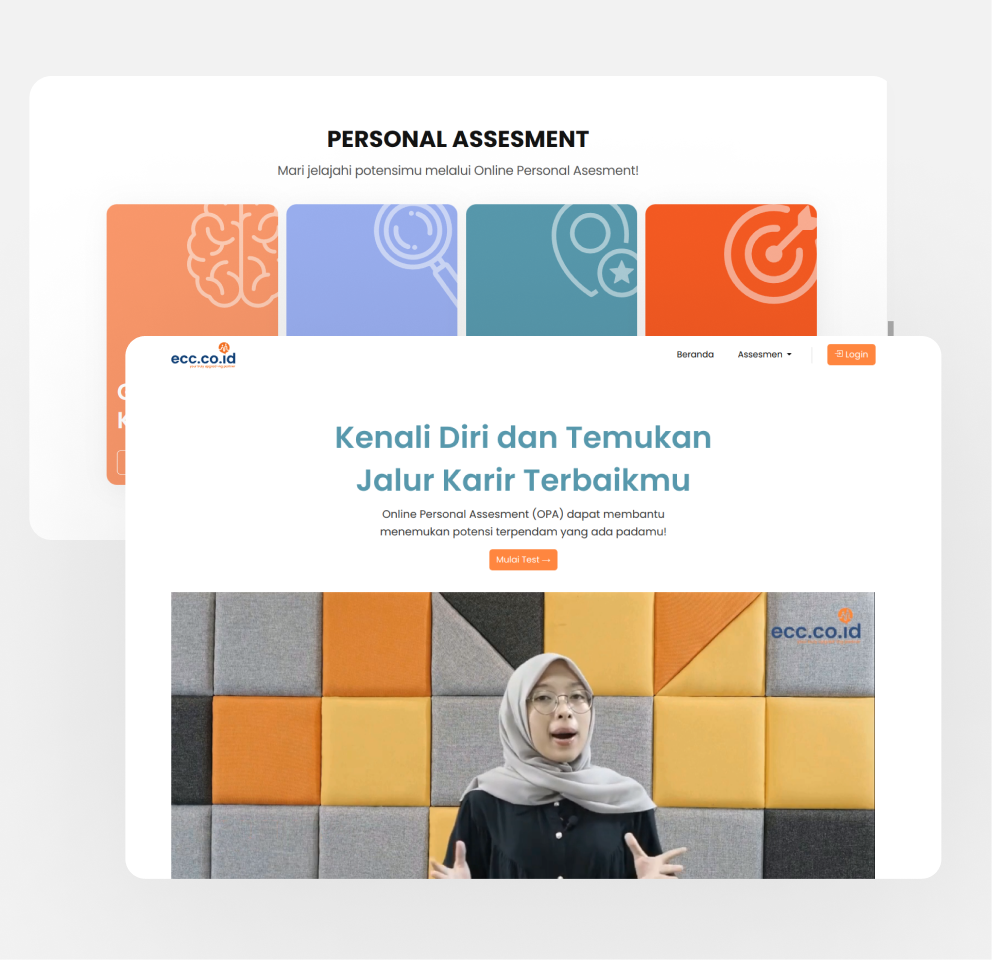 PERSONAL ASSESMENT
Mari jelajahi potensimu melalui Online Personal Asesment!
ecc.co.id
Beranda
Assesmen
Login
Kenali Diri dan Temukan
Jalur Karir Terbaikmu
Online Personal Assesment (OPA) dapat membantu
menemukan potensi terpendam yang ada padamu!
Mulai Test →
ecc.co.id